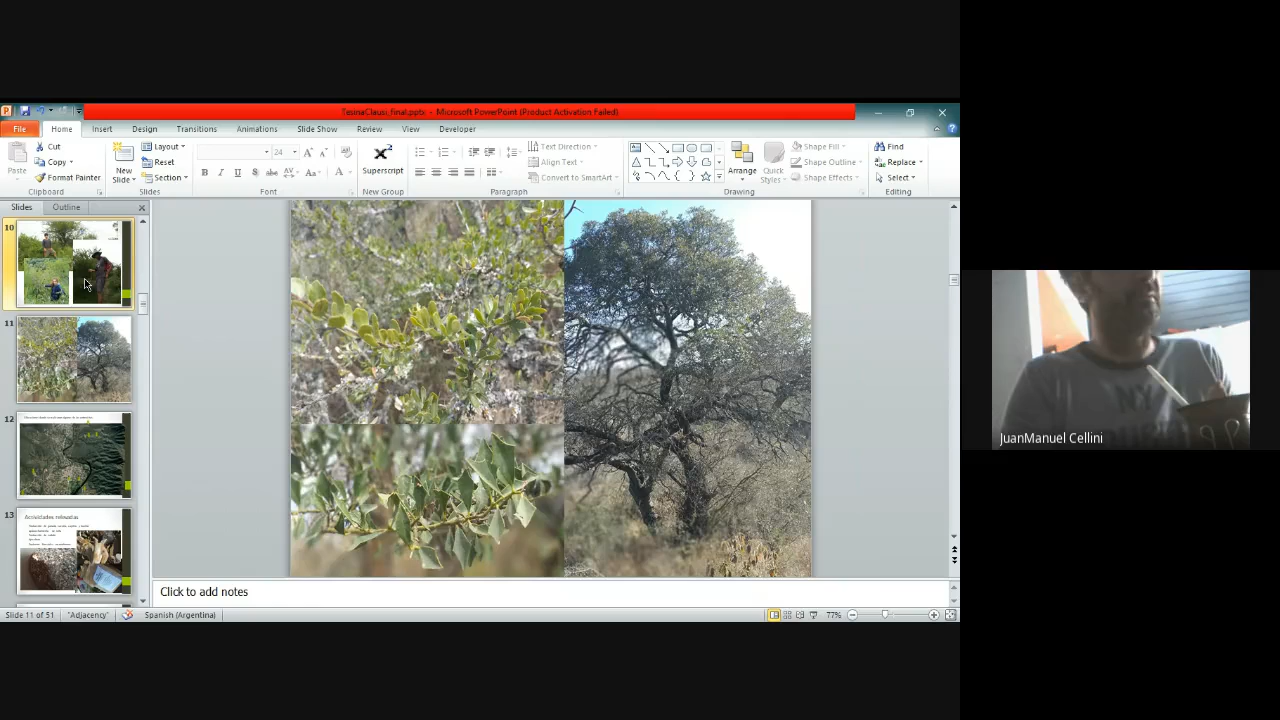 TesinaClausi_final.pptx - Microsoft PowerPoint (Product Activation Failed)
File Home Insert Design Transitions Animations Slide Show Review View Developer
Paste
Cut
Copy
Format Painter
Clipboard
New Slide
Layout
Reset
Section
Slides
24
Font
Superscript
New Group
Text Direction
Align Text
Convert to SmartArt
Paragraph
Arrange
Quick Styles
Shape Fill
Shape Outline
Shape Effects
Drawing
Find
Replace
Select
Editing
Slides Outline
10
11
12
13
Actividades relevadas
Click to add notes
Slide 11 of 51 "Adjacency" Spanish (Argentina) 77%
NY
JuanManuel Cellini